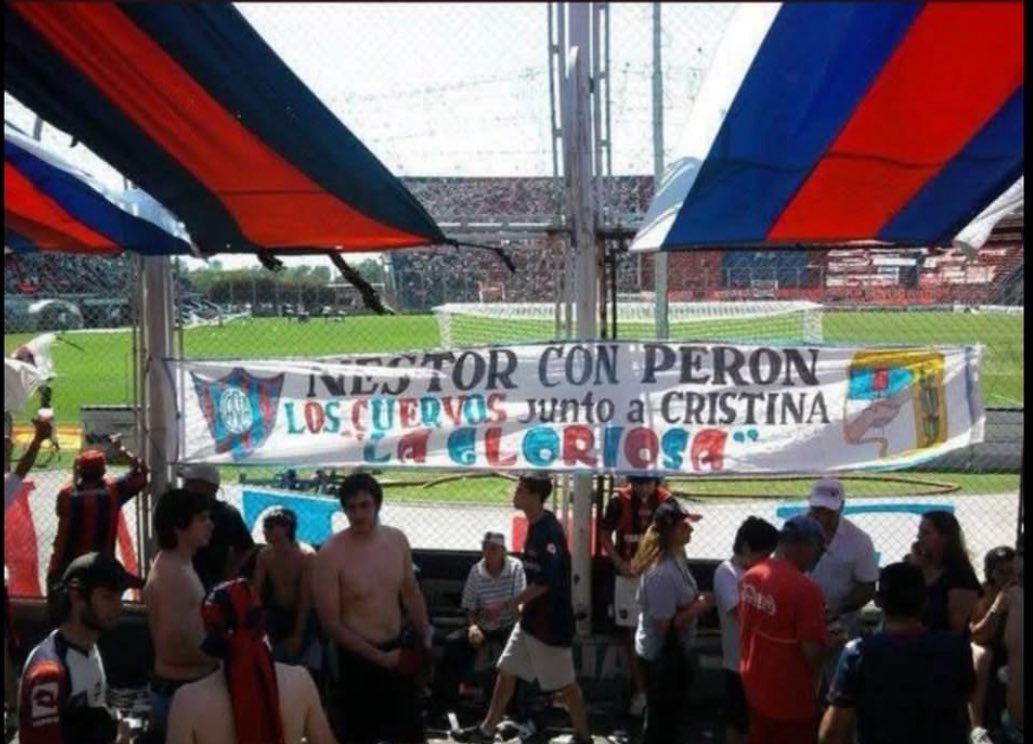 NESTOR CON PERON
LOS CUERVOS junto a CRISTINA
"LA GLORIOSA"